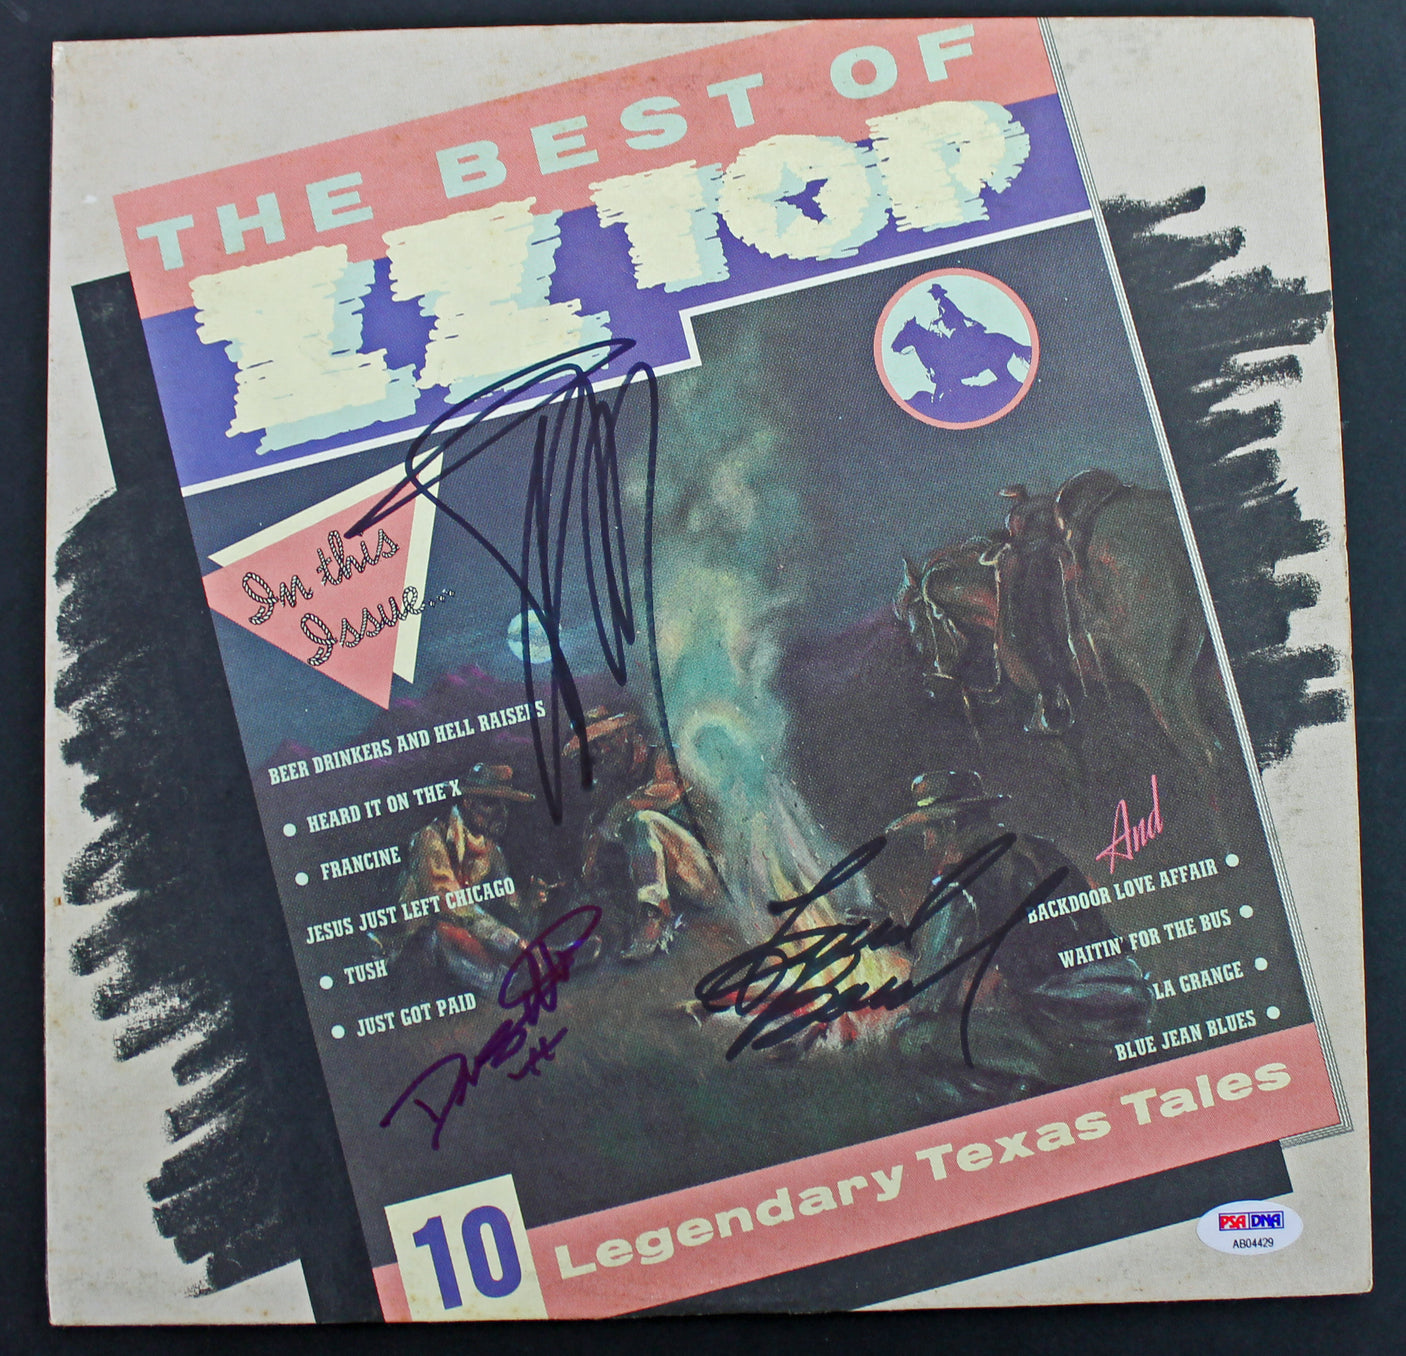 THE BEST OF
ZZ TOP
In this
Issue...
BEER DRINKERS AND HELL RAISERS
• HEARD IT ON THE X
• FRANCINE
JESUS JUST LEFT CHICAGO
• TUSH
• JUST GOT PAID
And
BACKDOOR LOVE AFFAIR •
WAITIN' FOR THE BUS •
LA GRANGE •
BLUE JEAN BLUES •
10 Legendary Texas Tales
PSA DNA
AB04429